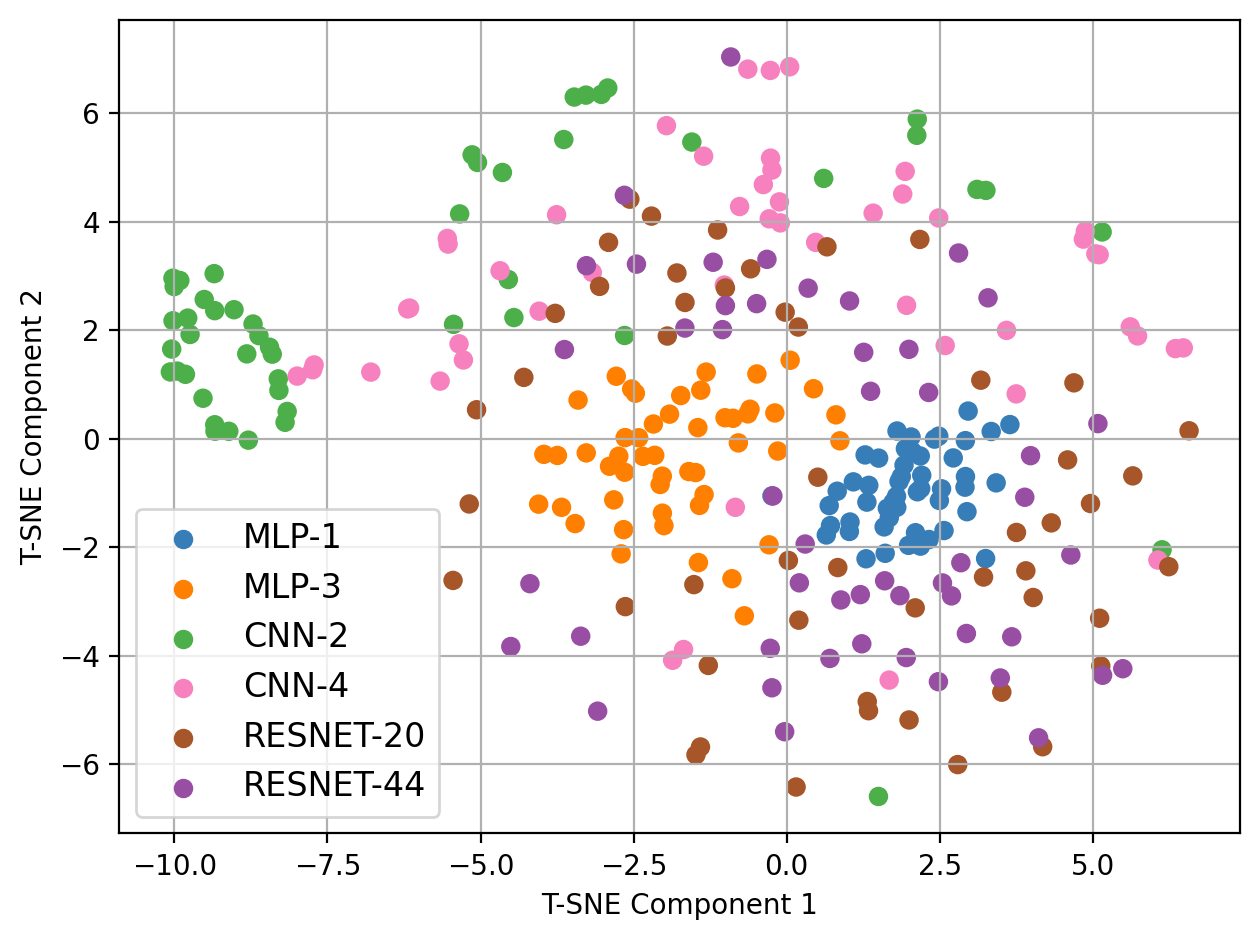 6
4
2
0
−2
−4
−6
T-SNE Component 2
MLP-1
MLP-3
CNN-2
CNN-4
RESNET-20
RESNET-44
−10.0 −7.5 −5.0 −2.5 0.0 2.5 5.0
T-SNE Component 1